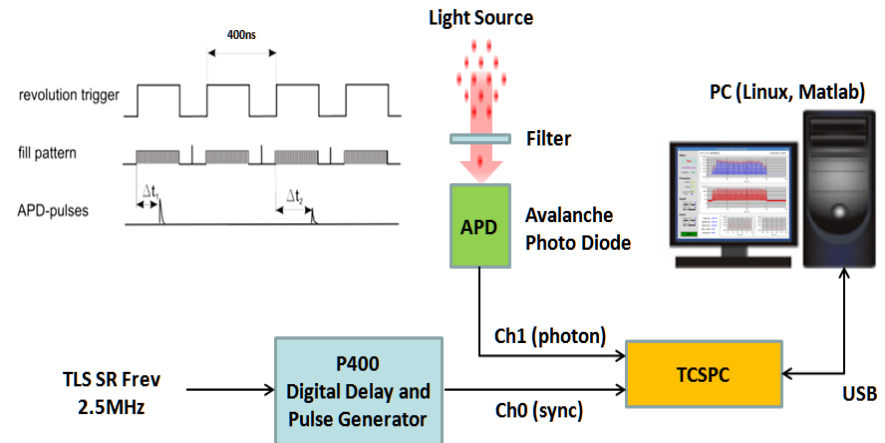 Light Source
400ns
revolution trigger
PC (Linux, Matlab)
Filter
fill pattern
Δt₁
Δt₂
APD-pulses
APD
Avalanche
Photo Diode
Ch1 (photon)
P400
Digital Delay and
Pulse Generator
TLS SR Frev
2.5MHz
TCSPC
Ch0 (sync)
USB